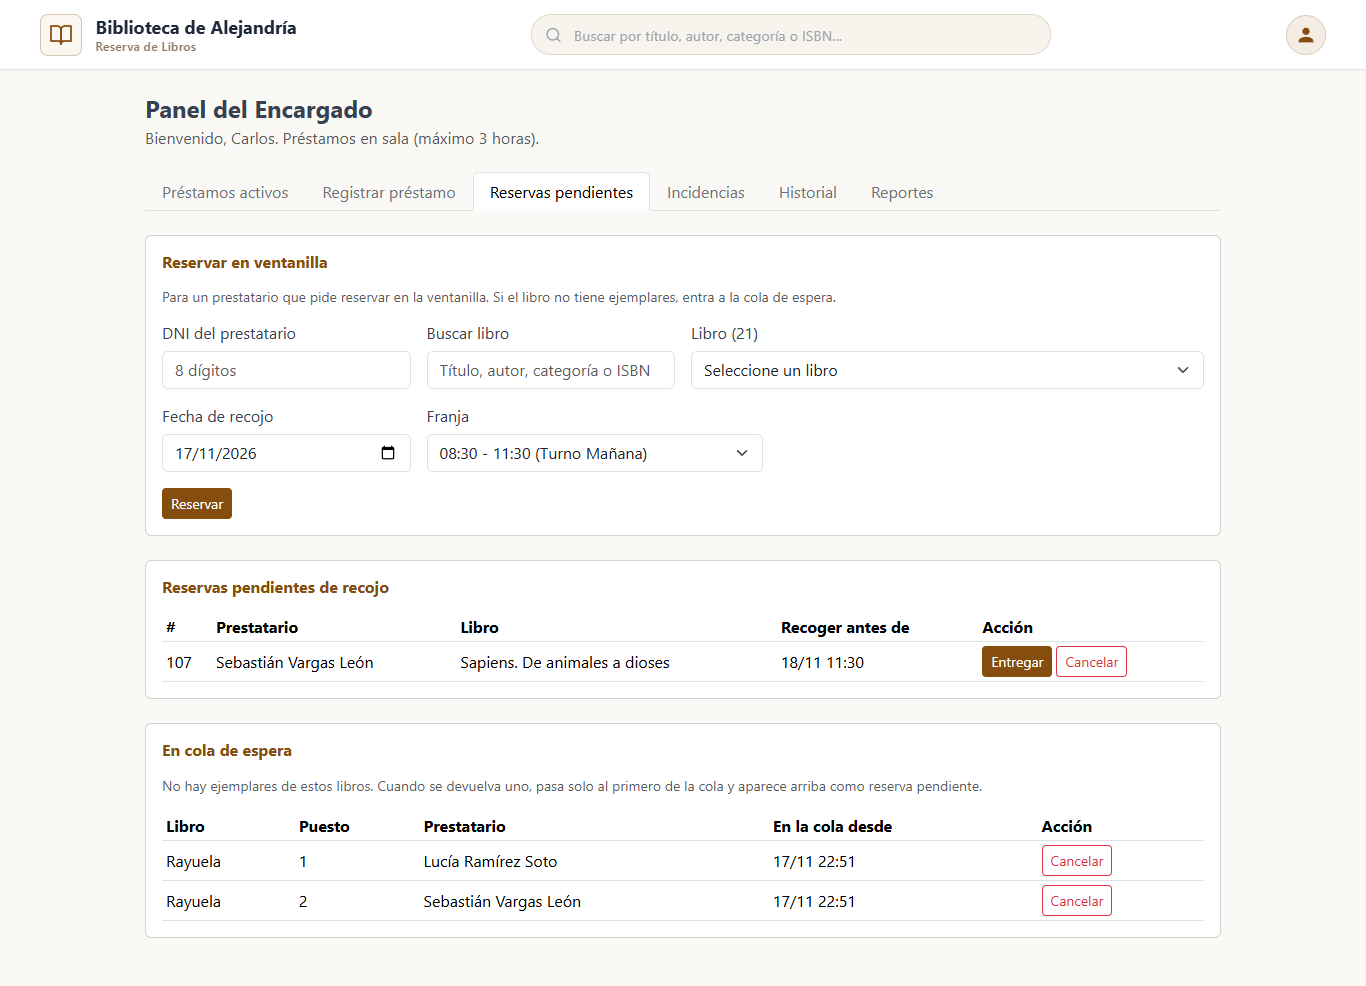 Biblioteca de Alejandría
Reserva de Libros
Buscar por título, autor, categoría o ISBN...
Panel del Encargado
Bienvenido, Carlos. Préstamos en sala (máximo 3 horas).
Préstamos activos Registrar préstamo Reservas pendientes Incidencias Historial Reportes
Reservar en ventanilla
Para un prestatario que pide reservar en la ventanilla. Si el libro no tiene ejemplares, entra a la cola de espera.
DNI del prestatario Buscar libro Libro (21)
8 dígitos Título, autor, categoría o ISBN Seleccione un libro
Fecha de recojo Franja
17/11/2026 08:30 - 11:30 (Turno Mañana)
Reservar
Reservas pendientes de recojo
# Prestatario Libro Recoger antes de Acción
107 Sebastián Vargas León Sapiens. De animales a dioses 18/11 11:30 Entregar Cancelar
En cola de espera
No hay ejemplares de estos libros. Cuando se devuelva uno, pasa solo al primero de la cola y aparece arriba como reserva pendiente.
Libro Puesto Prestatario En la cola desde Acción
Rayuela 1 Lucía Ramírez Soto 17/11 22:51 Cancelar
Rayuela 2 Sebastián Vargas León 17/11 22:51 Cancelar